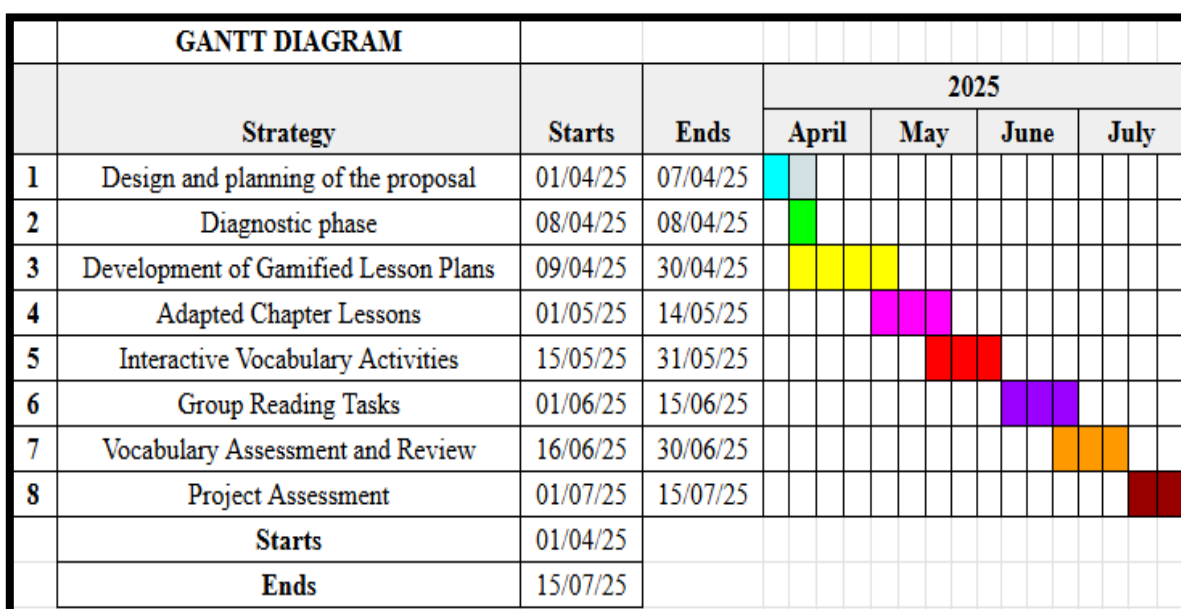 GANTT DIAGRAM
2025
Strategy Starts Ends April May June July
1 Design and planning of the proposal 01/04/25 07/04/25
2 Diagnostic phase 08/04/25 08/04/25
3 Development of Gamified Lesson Plans 09/04/25 30/04/25
4 Adapted Chapter Lessons 01/05/25 14/05/25
5 Interactive Vocabulary Activities 15/05/25 31/05/25
6 Group Reading Tasks 01/06/25 15/06/25
7 Vocabulary Assessment and Review 16/06/25 30/06/25
8 Project Assessment 01/07/25 15/07/25
Starts 01/04/25
Ends 15/07/25